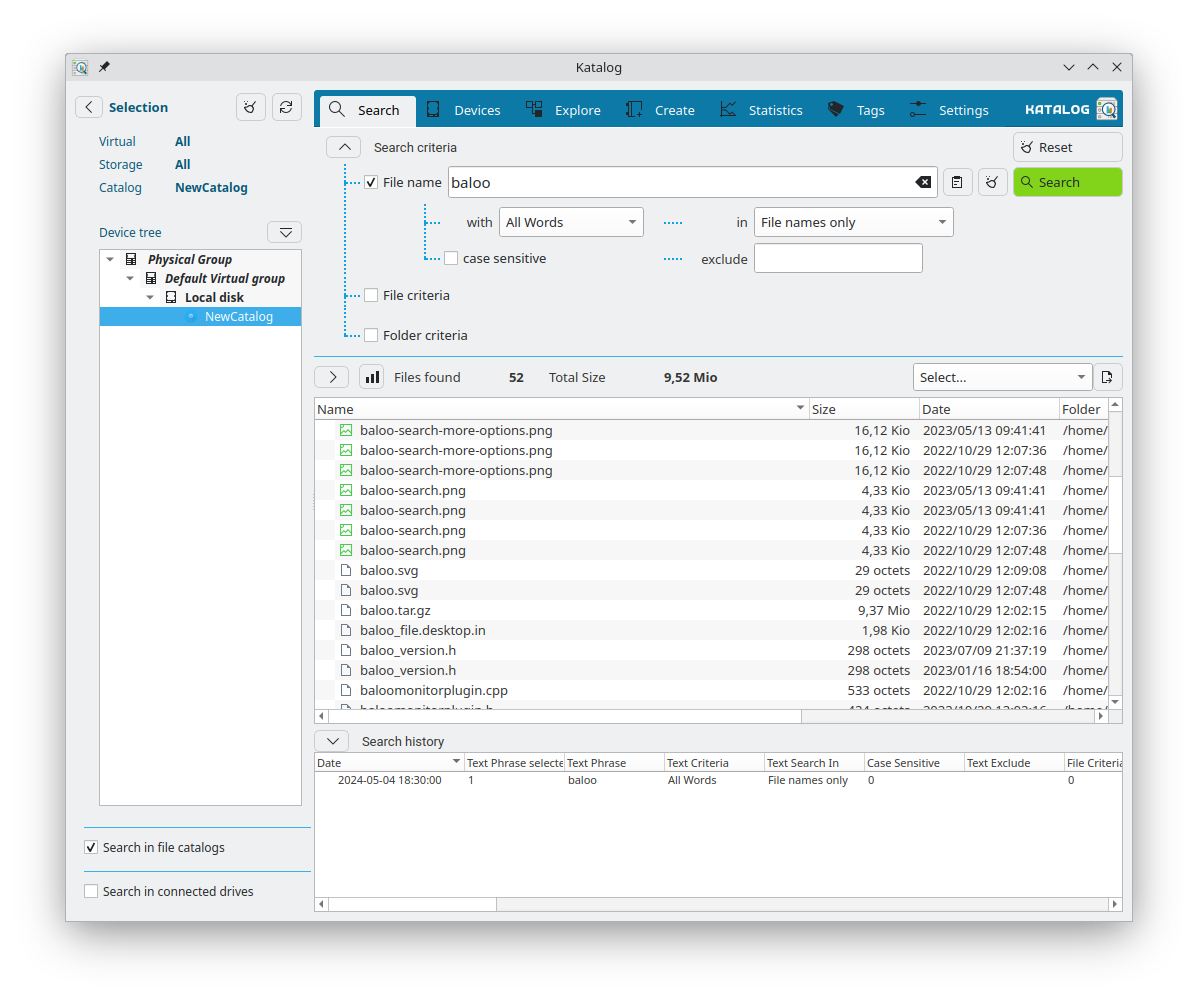 Katalog
Selection
Virtual All
Storage All
Catalog NewCatalog
Device tree
Physical Group
Default Virtual group
Local disk
NewCatalog
Search in file catalogs
Search in connected drives
Search Devices Explore Create Statistics Tags Settings KATALOG
Search criteria Reset
File name baloo Search
with All Words in File names only
case sensitive exclude
File criteria
Folder criteria
Files found 52 Total Size 9,52 Mio Select...
Name Size Date Folder
baloo-search-more-options.png 16,12 Kio 2023/05/13 09:41:41 /home/
baloo-search-more-options.png 16,12 Kio 2022/10/29 12:07:36 /home/
baloo-search-more-options.png 16,12 Kio 2022/10/29 12:07:48 /home/
baloo-search.png 4,33 Kio 2023/05/13 09:41:41 /home/
baloo-search.png 4,33 Kio 2023/05/13 09:41:41 /home/
baloo-search.png 4,33 Kio 2022/10/29 12:07:36 /home/
baloo-search.png 4,33 Kio 2022/10/29 12:07:48 /home/
baloo.svg 29 octets 2022/10/29 12:09:08 /home/
baloo.svg 29 octets 2022/10/29 12:07:48 /home/
baloo.tar.gz 9,37 Mio 2022/10/29 12:02:15 /home/
baloo_file.desktop.in 1,98 Kio 2022/10/29 12:02:16 /home/
baloo_version.h 298 octets 2023/07/09 21:37:19 /home/
baloo_version.h 298 octets 2023/01/16 18:54:00 /home/
baloomonitorplugin.cpp 533 octets 2022/10/29 12:02:16 /home/
Search history
Date Text Phrase selecte Text Phrase Text Criteria Text Search In Case Sensitive Text Exclude File Criteria
2024-05-04 18:30:00 1 baloo All Words File names only 0 0